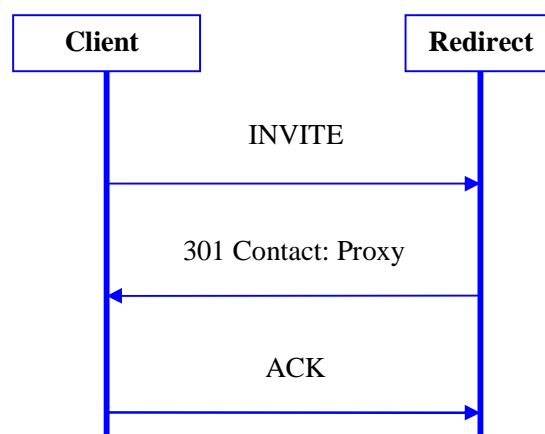 Client
Redirect
INVITE
301 Contact: Proxy
ACK